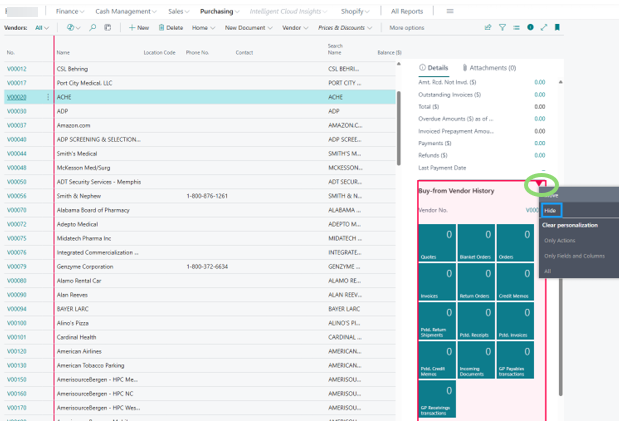 Finance Cash Management Sales Purchasing Intelligent Cloud Insights Shopify All Reports
Vendors: All New Delete Home New Document Vendor Prices & Discounts More options
No. Name Location Code Phone No. Contact Search Name Balance ($)
V00012 CSL Behring CSL BEHRI...
V00017 Port City Medical. LLC PORT CITY ...
V00020 ACHE ACHE
V00030 ADP ADP
V00037 Amazon.com AMAZON.C...
V00040 ADP SCREENING & SELECTION... ADP SCREE...
V00044 Smith's Medical SMITH'S M...
V00048 McKesson Med/Surg MCKESSON...
V00050 ADT Security Services - Memphis ADT SECUR...
V00056 Smith & Nephew 1-800-876-1261 SMITH & N...
V00070 Alabama Board of Pharmacy ALABAMA ...
V00072 Adepto Medical ADEPTO M...
V00075 Midatech Pharma Inc MIDATECH ...
V00076 Integrated Commercialization ... INTEGRATE...
V00079 Genzyme Corporation 1-800-372-6634 GENZYME ...
V00080 Alamo Rental Car ALAMO RE...
V00090 Alan Reeves ALAN REEV...
V00094 BAYER LARC BAYER LARC
V00100 Alino's Pizza ALINO'S PI...
V00101 Cardinal Health CARDINAL ...
V00120 American Airlines AMERICAN...
V00130 American Tobacco Parking AMERICAN...
V00150 AmerisourceBergen - HPC Me... AMERISOU...
V00160 AmerisourceBergen - HPC NC AMERISOU...
V00170 AmerisourceBergen - HPC Wes... AMERISOU...
Details Attachments (0)
Amt. Rcd. Not Invd. ($) 0.00
Outstanding Invoices ($) 0.00
Total ($) 0.00
Overdue Amounts ($) as of ... 0.00
Invoiced Prepayment Amou... 0.00
Payments ($) 0.00
Refunds ($) 0.00
Last Payment Date
Buy-from Vendor History
Vendor No.
Hide
Clear personalization
Only Actions
Only Fields and Columns
All
0 0 0
Quotes Blanket Orders Orders
0 0 0
Invoices Return Orders Credit Memos
0 0 0
Pstd. Return Shipments Pstd. Receipts Pstd. Invoices
0 0 0
Pstd. Credit Memos Incoming Documents GP Payables transactions
0
GP Receivings transactions